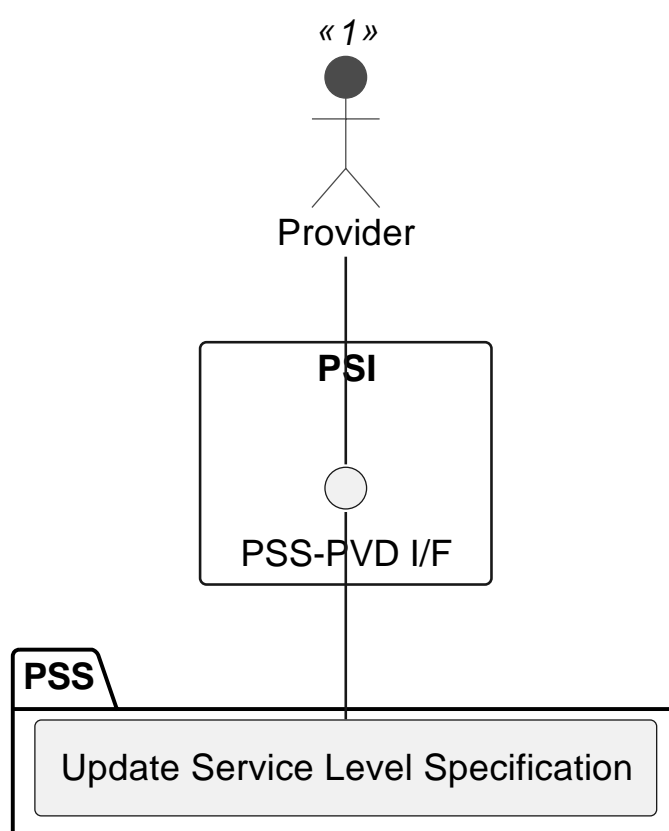 «1»
Provider
PSI
PSS-PVD I/F
PSS
Update Service Level Specification